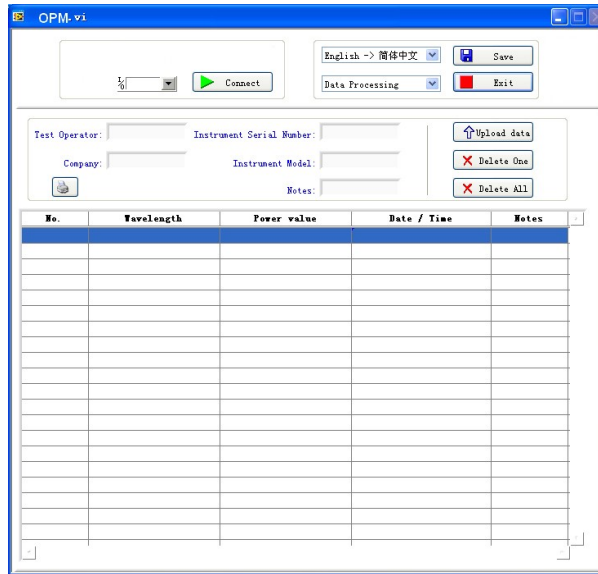 OPM.vi
English -> 简体中文 Save
I/O Connect Data Processing Exit
Test Operator: Instrument Serial Number: Upload data
Company: Instrument Model: Delete One
Notes: Delete All
No. Wavelength Power value Date / Time Notes